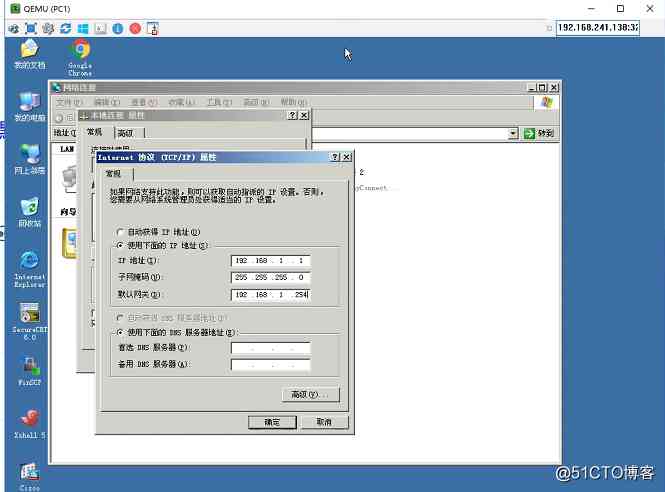 QEMU (PC1)
192.168.241.138:32
我的文档
Google
Chrome
我的电脑
网上邻居
回收站
Internet
Explorer
SecureCRT
6.0
WinSCP
Xshell 5
Cisco
网络连接
文件(F) 编辑(E) 查看(V) 收藏(A) 工具(T) 高级(N) 帮助(H)
地址(D)
转到
LAN
本地连接 属性
常规 高级
连接时使用:
2
yConnect...
Internet 协议 (TCP/IP) 属性
常规
如果网络支持此功能,则可以获取自动指派的 IP 设置。否则,
您需要从网络系统管理员处获得适当的 IP 设置。
自动获得 IP 地址(O)
使用下面的 IP 地址(S):
IP 地址(I): 192 .168 . 1 . 1
子网掩码(U): 255 .255 .255 . 0
默认网关(D): 192 .168 . 1 .254
自动获得 DNS 服务器地址(B)
使用下面的 DNS 服务器地址(E):
首选 DNS 服务器(P): . . .
备用 DNS 服务器(A): . . .
高级(V)...
确定 取消
@51CTO博客